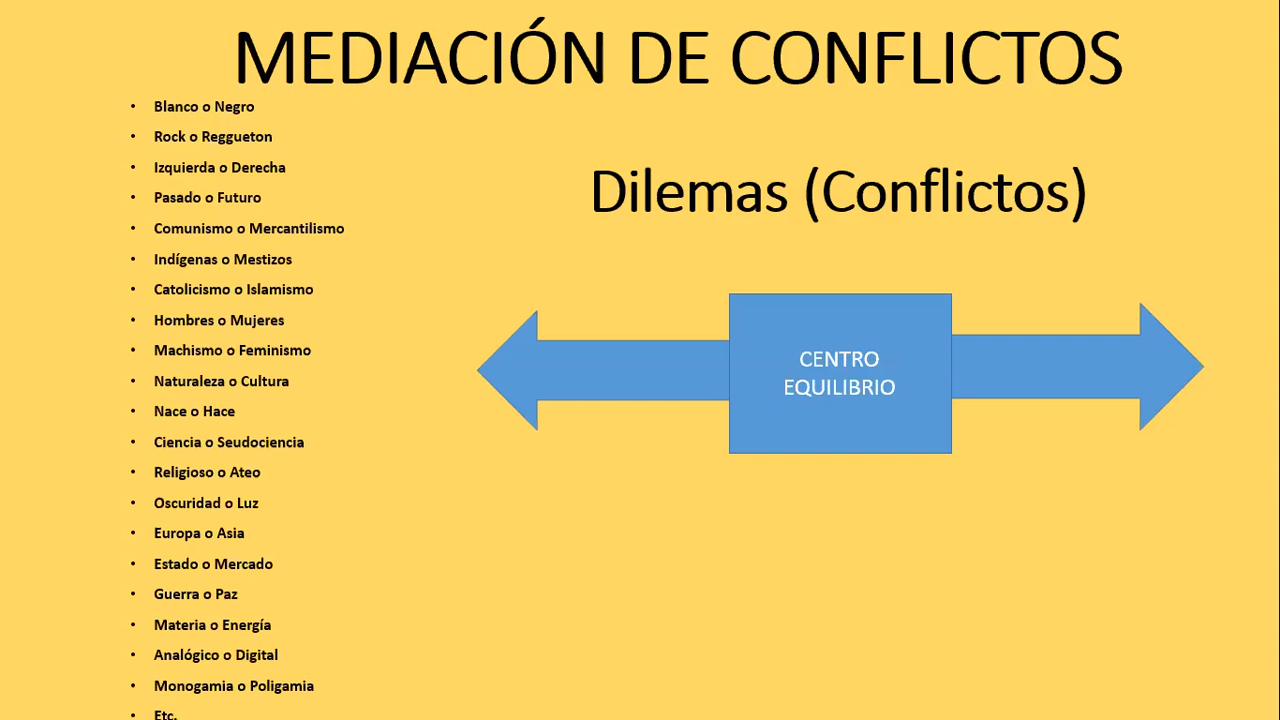 MEDIACIÓN DE CONFLICTOS
• Blanco o Negro
• Rock o Reggueton
• Izquierda o Derecha
• Pasado o Futuro
• Comunismo o Mercantilismo
• Indígenas o Mestizos
• Catolicismo o Islamismo
• Hombres o Mujeres
• Machismo o Feminismo
• Naturaleza o Cultura
• Nace o Hace
• Ciencia o Seudociencia
• Religioso o Ateo
• Oscuridad o Luz
• Europa o Asia
• Estado o Mercado
• Guerra o Paz
• Materia o Energía
• Analógico o Digital
• Monogamia o Poligamia
• Etc.
Dilemas (Conflictos)
CENTRO
EQUILIBRIO